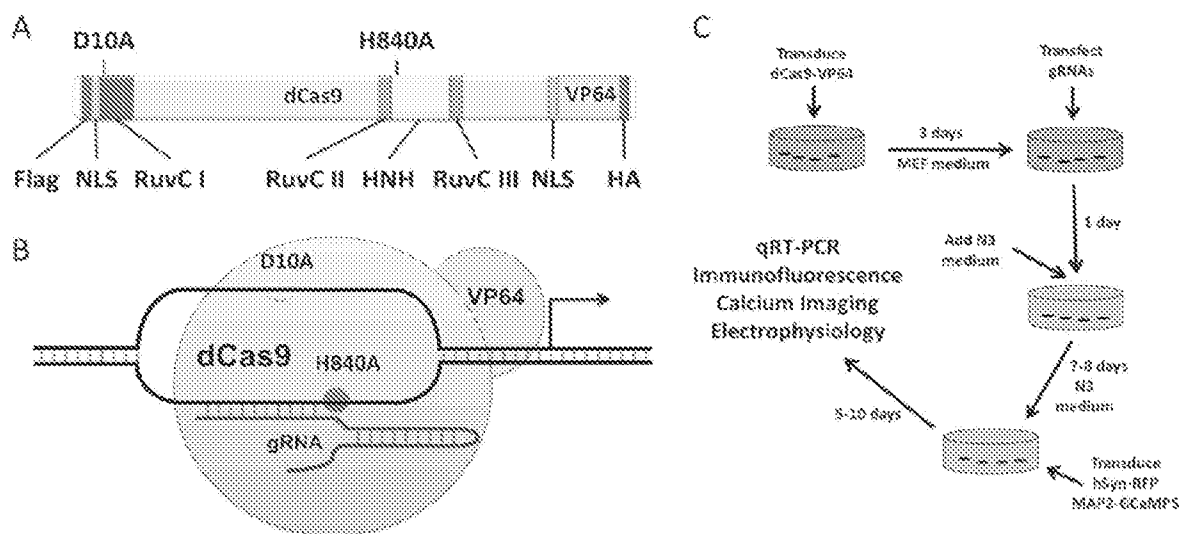 A
D10A
H840A
dCas9
VP64
Flag
NLS
RuvC I
RuvC II
HNH
RuvC III
NLS
HA
B
D10A
VP64
dCas9
H840A
gRNA
C
Transduce
dCas9-VP64
Transfect
gRNAs
3 days
MEF medium
1 day
Add N3
medium
qRT-PCR
Immunofluorescence
Calcium Imaging
Electrophysiology
7-8 days
N3
medium
5-10 days
Transduce
hSyn-RFP
MAP2-GCaMP5